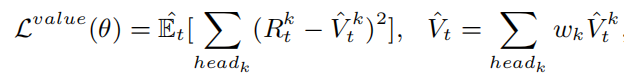 $\mathcal{L}^{value}(\theta) = \hat{\mathbb{E}}_t[\sum_{head_k} (R_t^k - \hat{V}_t^k)^2], \quad \hat{V}_t = \sum_{head_k} w_k \hat{V}_t^k,$